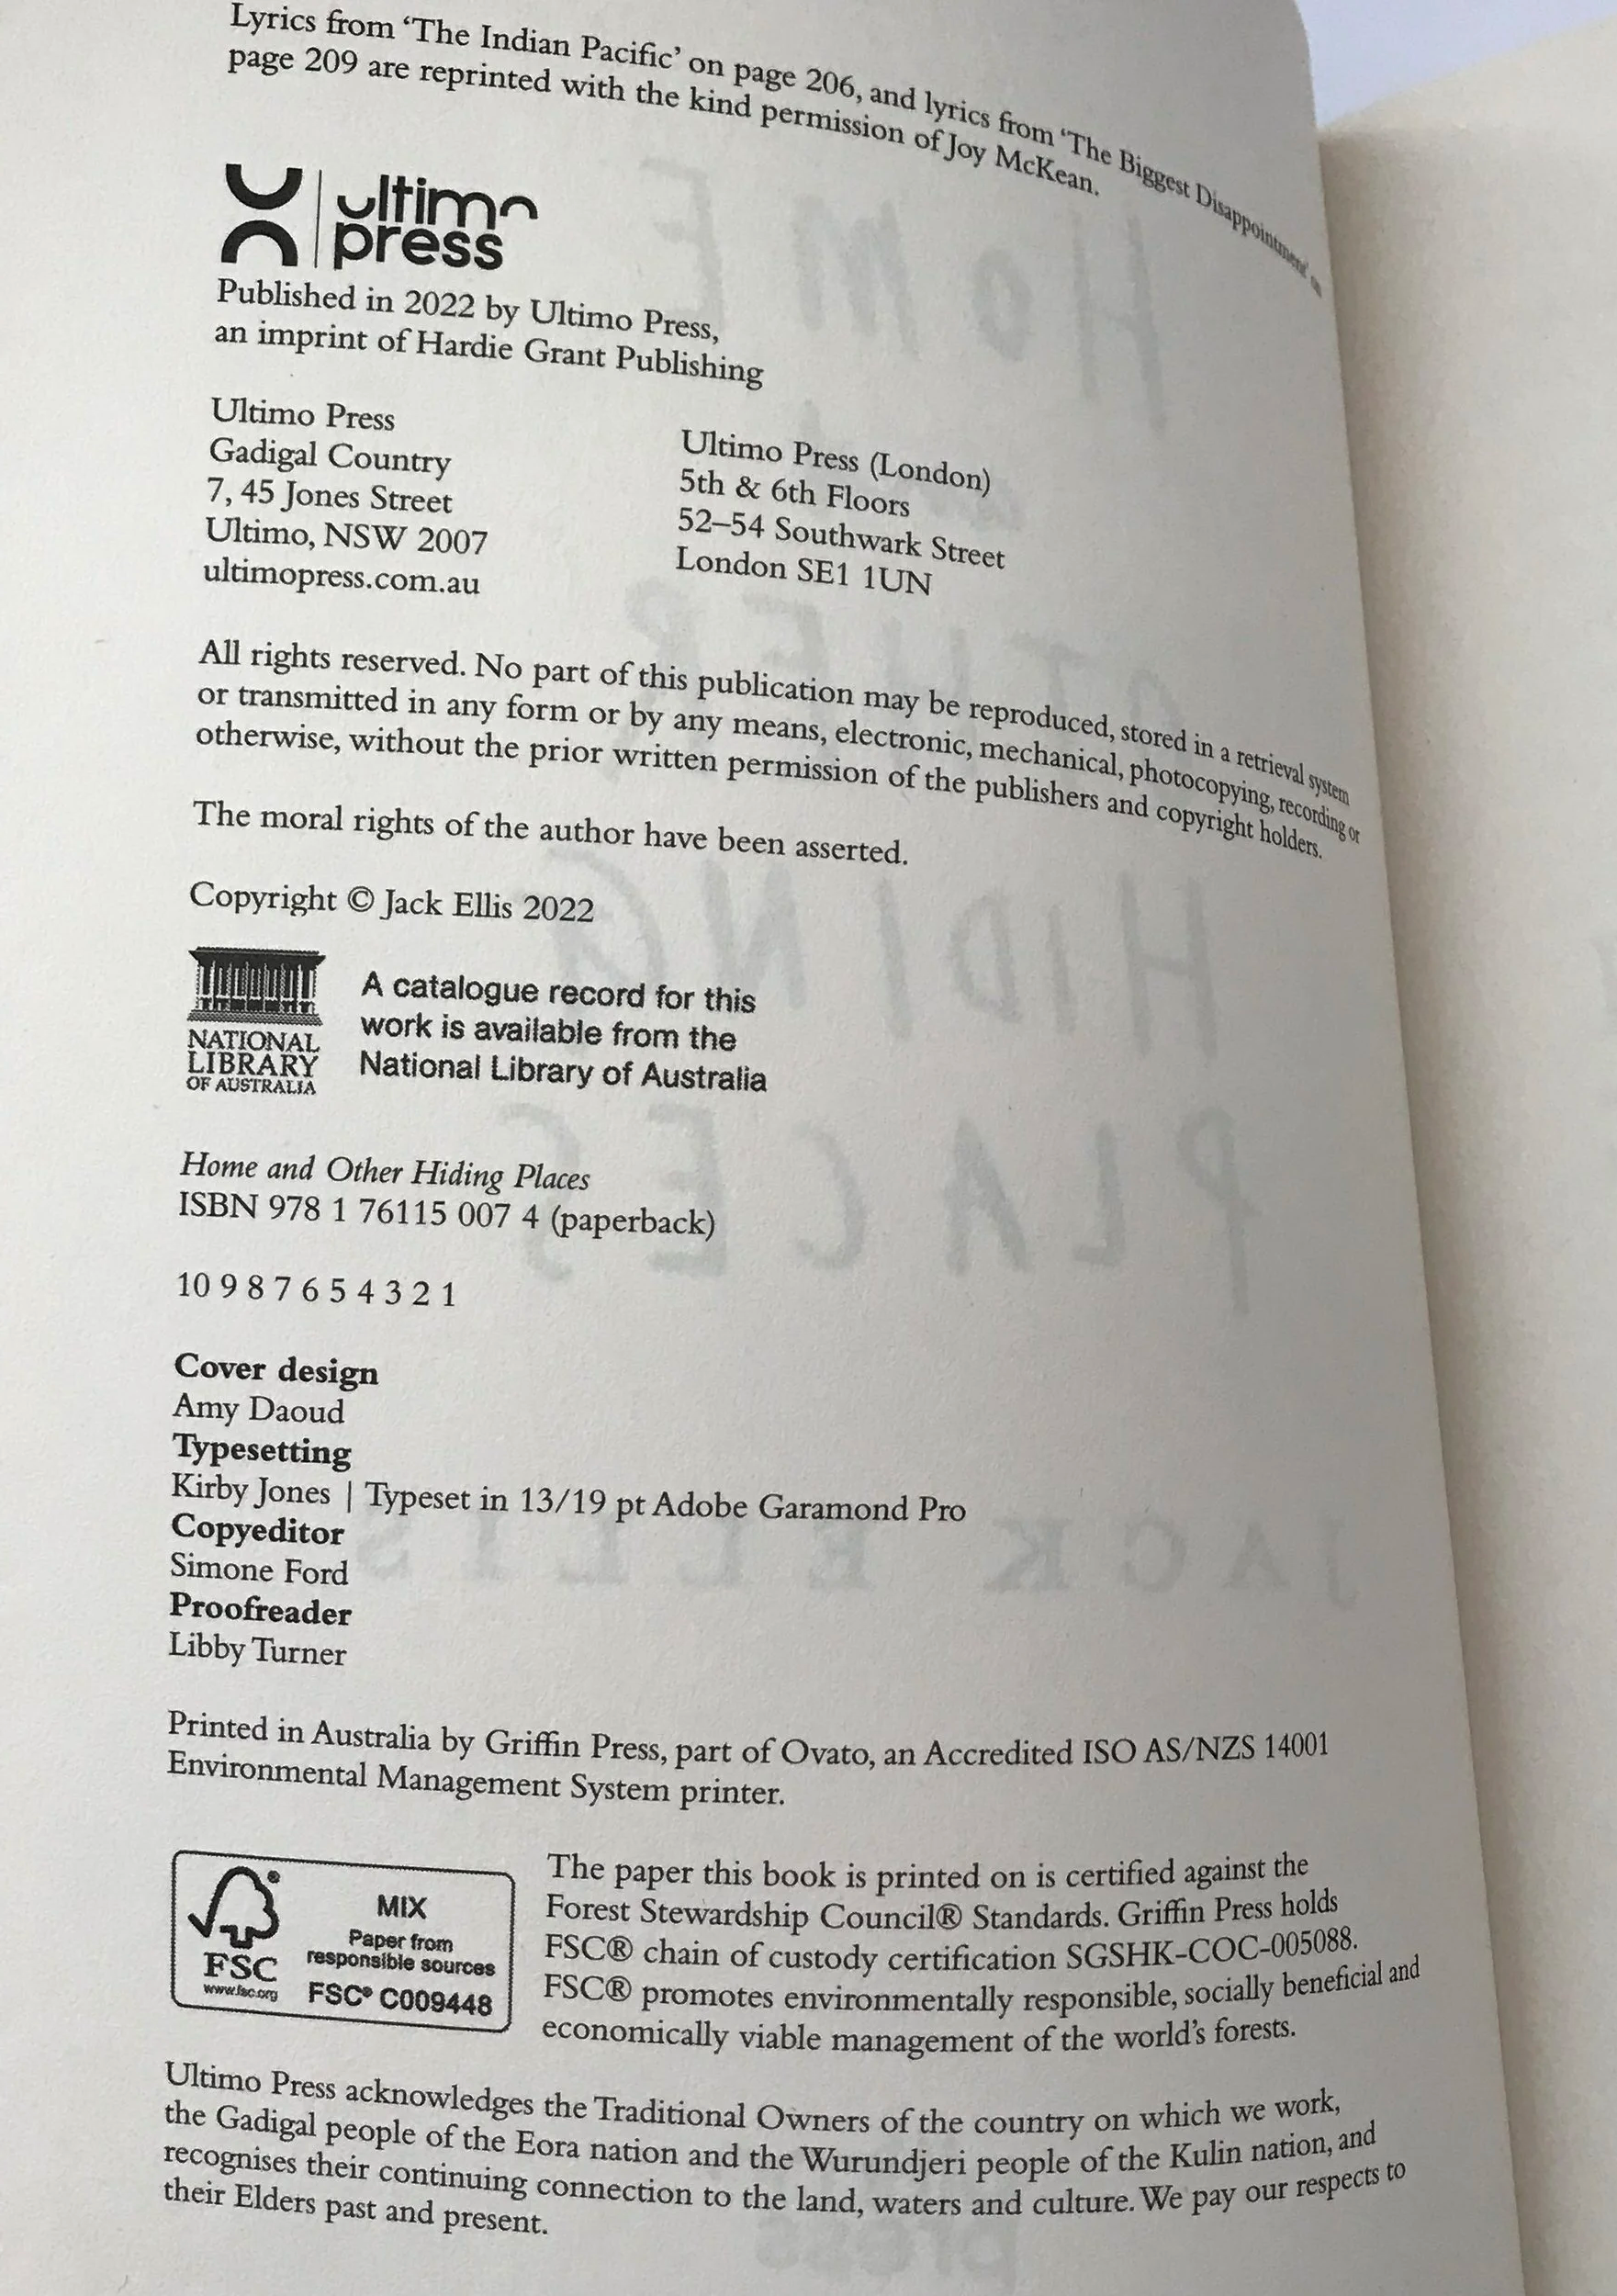 Lyrics from ‘The Indian Pacific’ on page 206, and lyrics from ‘The Biggest Disappointment’ on
page 209 are reprinted with the kind permission of Joy McKean.
ultimo
press
Published in 2022 by Ultimo Press,
an imprint of Hardie Grant Publishing
Ultimo Press
Gadigal Country
7, 45 Jones Street
Ultimo, NSW 2007
ultimopress.com.au
Ultimo Press (London)
5th & 6th Floors
52–54 Southwark Street
London SE1 1UN
All rights reserved. No part of this publication may be reproduced, stored in a retrieval system
or transmitted in any form or by any means, electronic, mechanical, photocopying, recording or
otherwise, without the prior written permission of the publishers and copyright holders.
The moral rights of the author have been asserted.
Copyright © Jack Ellis 2022
NATIONAL
LIBRARY
OF AUSTRALIA
A catalogue record for this
work is available from the
National Library of Australia
Home and Other Hiding Places
ISBN 978 1 76115 007 4 (paperback)
10 9 8 7 6 5 4 3 2 1
Cover design
Amy Daoud
Typesetting
Kirby Jones | Typeset in 13/19 pt Adobe Garamond Pro
Copyeditor
Simone Ford
Proofreader
Libby Turner
Printed in Australia by Griffin Press, part of Ovato, an Accredited ISO AS/NZS 14001
Environmental Management System printer.
FSC
www.fsc.org
MIX
Paper from
responsible sources
FSC® C009448
The paper this book is printed on is certified against the
Forest Stewardship Council® Standards. Griffin Press holds
FSC® chain of custody certification SGSHK-COC-005088.
FSC® promotes environmentally responsible, socially beneficial and
economically viable management of the world’s forests.
Ultimo Press acknowledges the Traditional Owners of the country on which we work,
the Gadigal people of the Eora nation and the Wurundjeri people of the Kulin nation, and
recognises their continuing connection to the land, waters and culture. We pay our respects to
their Elders past and present.